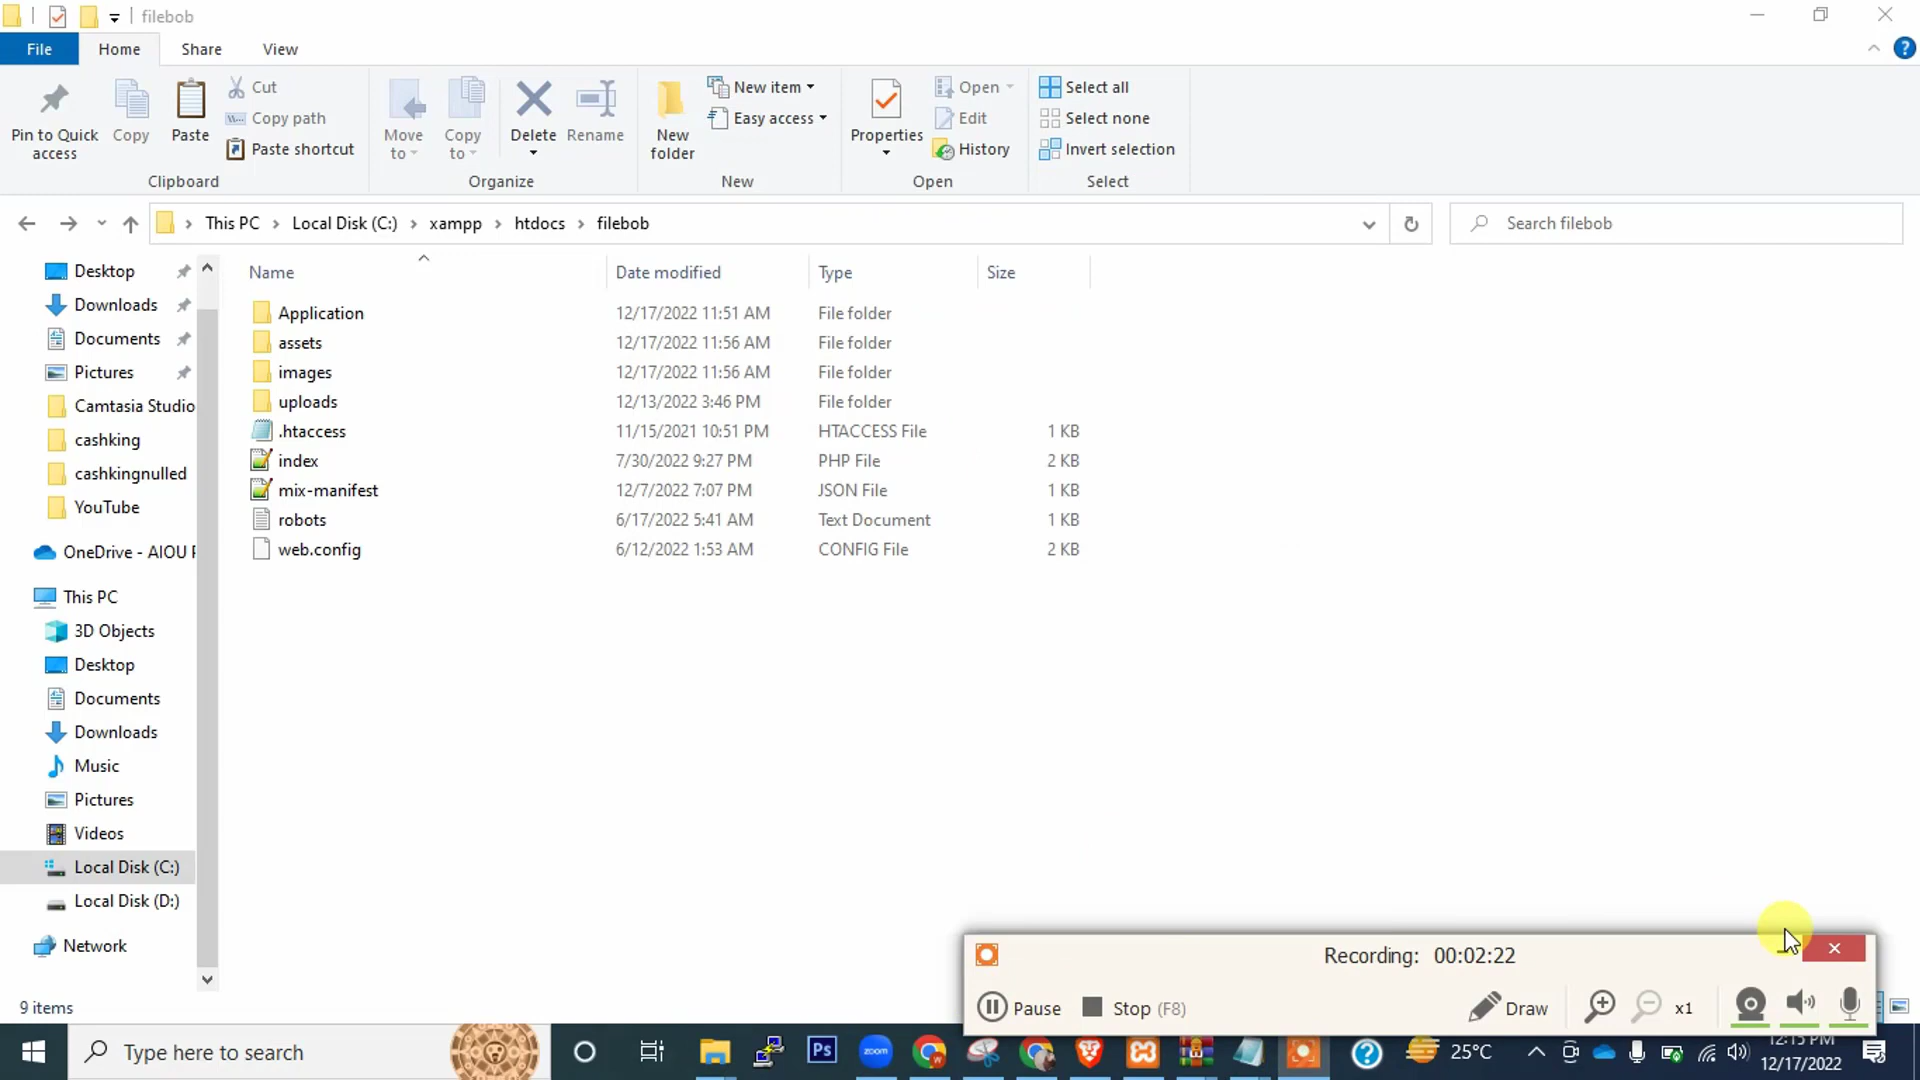 filebob
File Home Share View
Pin to Quick access
Copy
Paste
Cut
Copy path
Paste shortcut
Move to
Copy to
Delete
Rename
New folder
New item
Easy access
Properties
Open
Edit
History
Select all
Select none
Invert selection
Clipboard Organize New Open Select
This PC > Local Disk (C:) > xampp > htdocs > filebob
Search filebob
Name Date modified Type Size
Application 12/17/2022 11:51 AM File folder
assets 12/17/2022 11:56 AM File folder
images 12/17/2022 11:56 AM File folder
uploads 12/13/2022 3:46 PM File folder
.htaccess 11/15/2021 10:51 PM HTACCESS File 1 KB
index 7/30/2022 9:27 PM PHP File 2 KB
mix-manifest 12/7/2022 7:07 PM JSON File 1 KB
robots 6/17/2022 5:41 AM Text Document 1 KB
web.config 6/12/2022 1:53 AM CONFIG File 2 KB
Desktop
Downloads
Documents
Pictures
Camtasia Studio
cashking
cashkingnulled
YouTube
OneDrive - AIOU
This PC
3D Objects
Desktop
Documents
Downloads
Music
Pictures
Videos
Local Disk (C:)
Local Disk (D:)
Network
9 items
Recording: 00:02:22
Pause Stop (F8) Draw x1
Type here to search
Ps
zoom
25°C
12:15 PM
12/17/2022